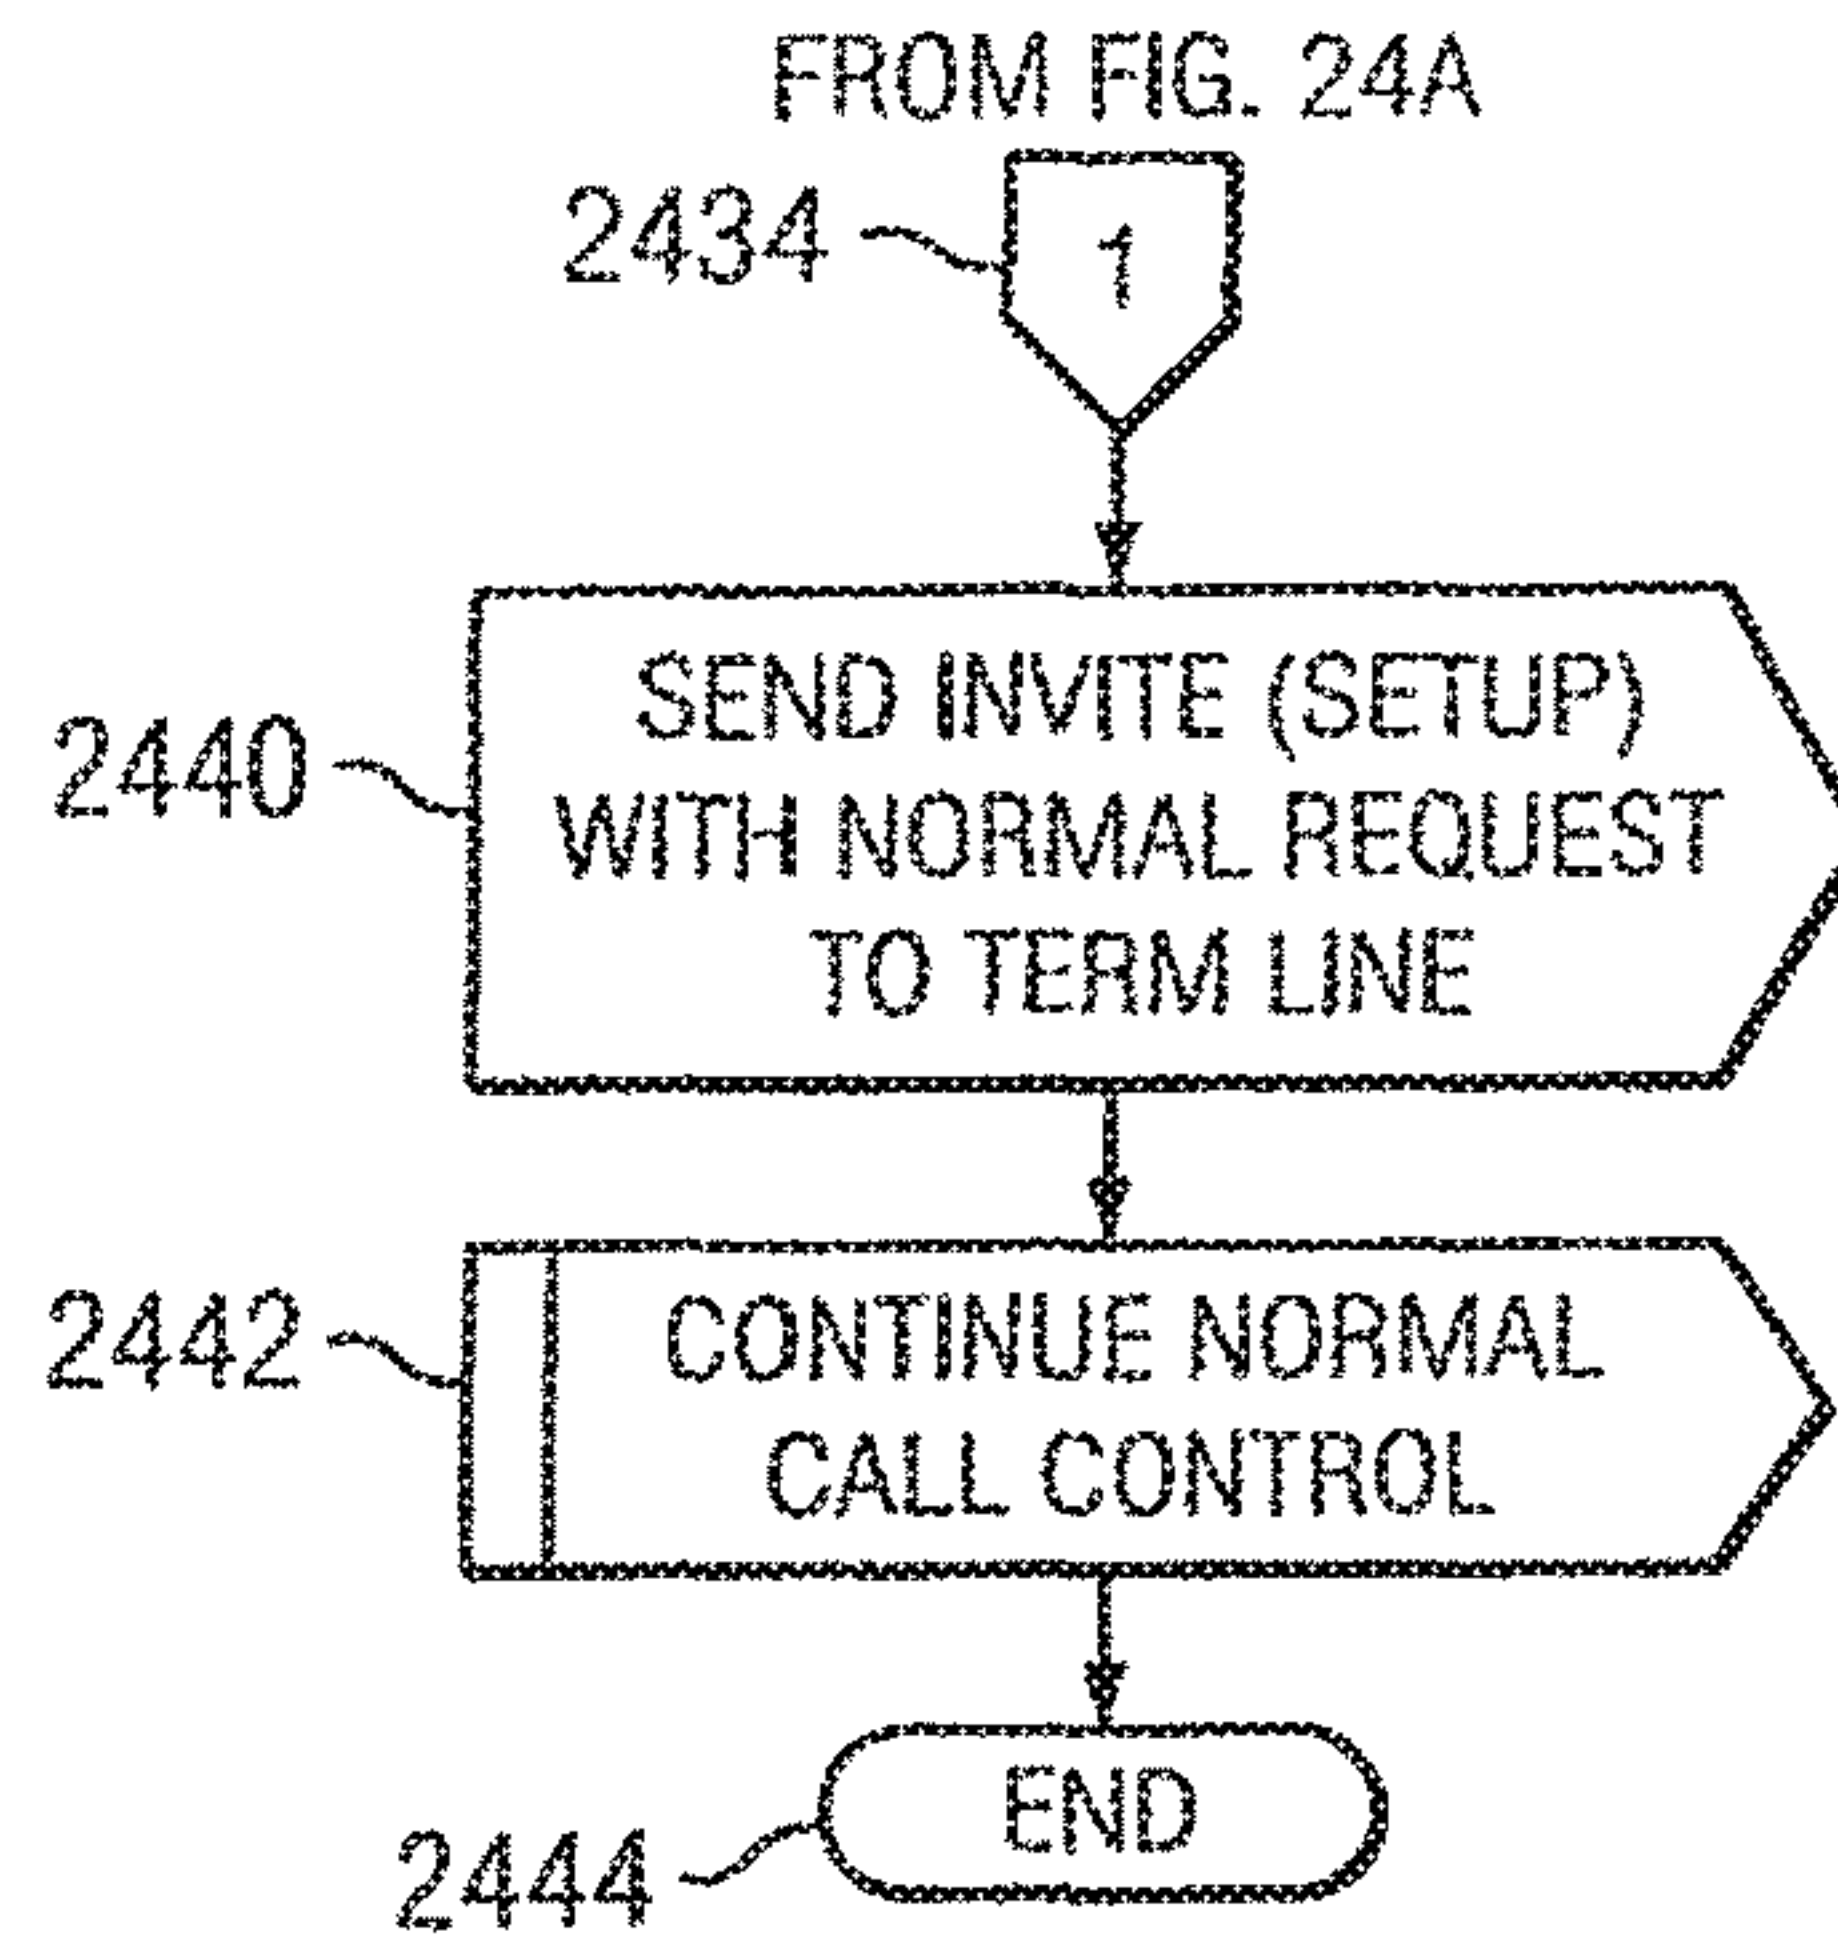 FROM FIG. 24A
2434
1
2440
SEND INVITE (SETUP)
WITH NORMAL REQUEST
TO TERM LINE
2442
CONTINUE NORMAL
CALL CONTROL
END
2444